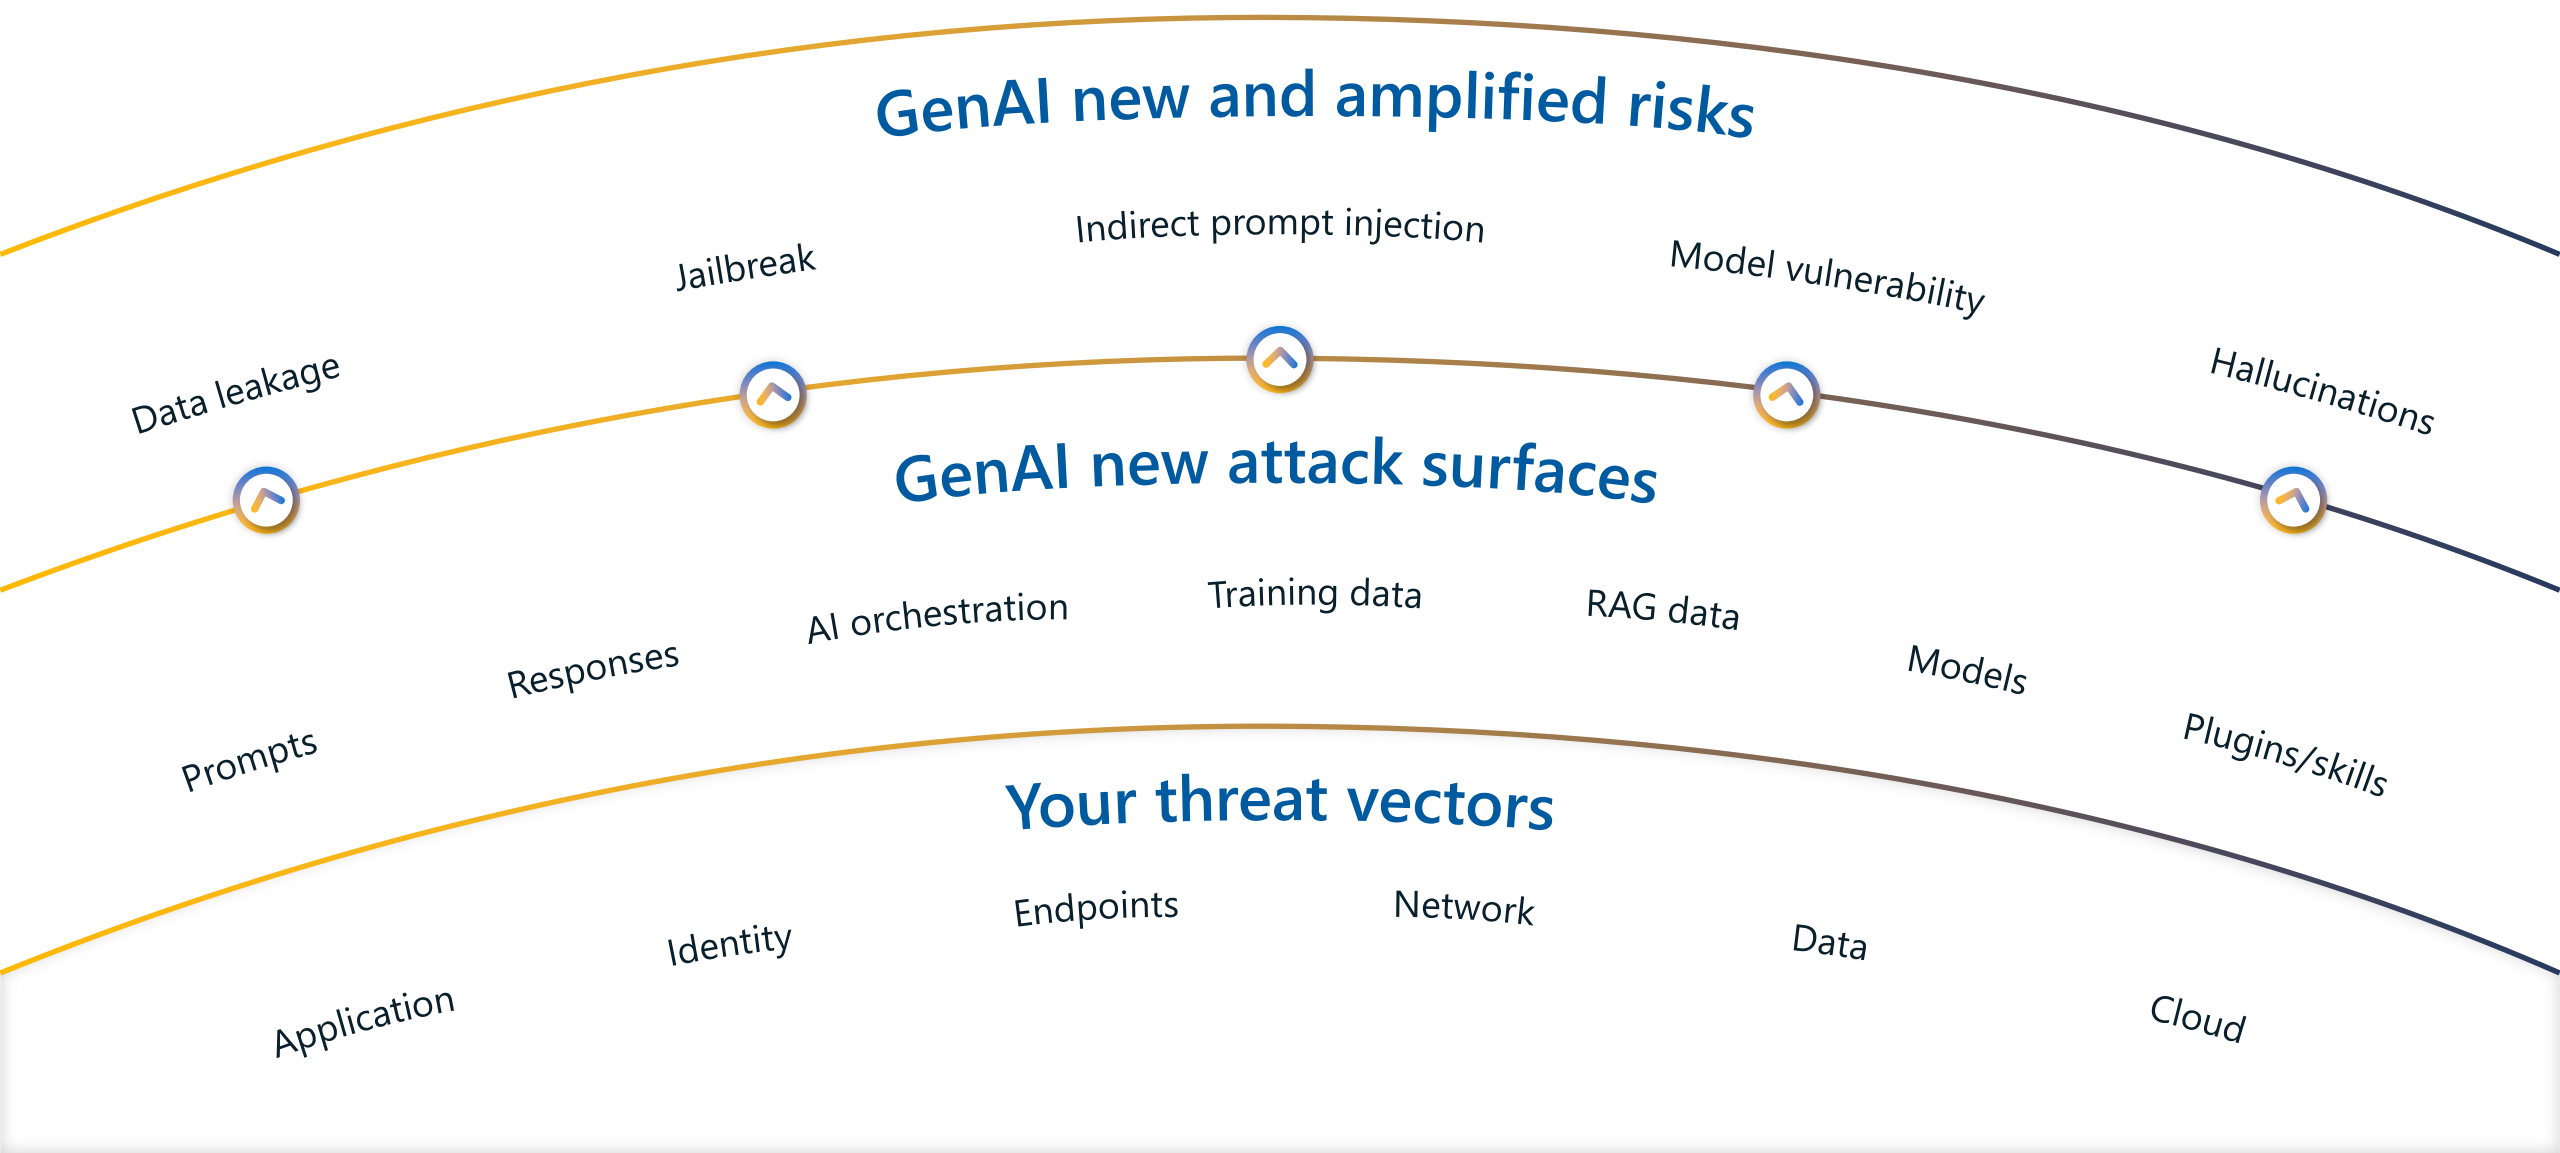 GenAI new and amplified risks
Data leakage
Jailbreak
Indirect prompt injection
Model vulnerability
Hallucinations
GenAI new attack surfaces
Prompts
Responses
AI orchestration
Training data
RAG data
Models
Plugins/skills
Your threat vectors
Application
Identity
Endpoints
Network
Data
Cloud